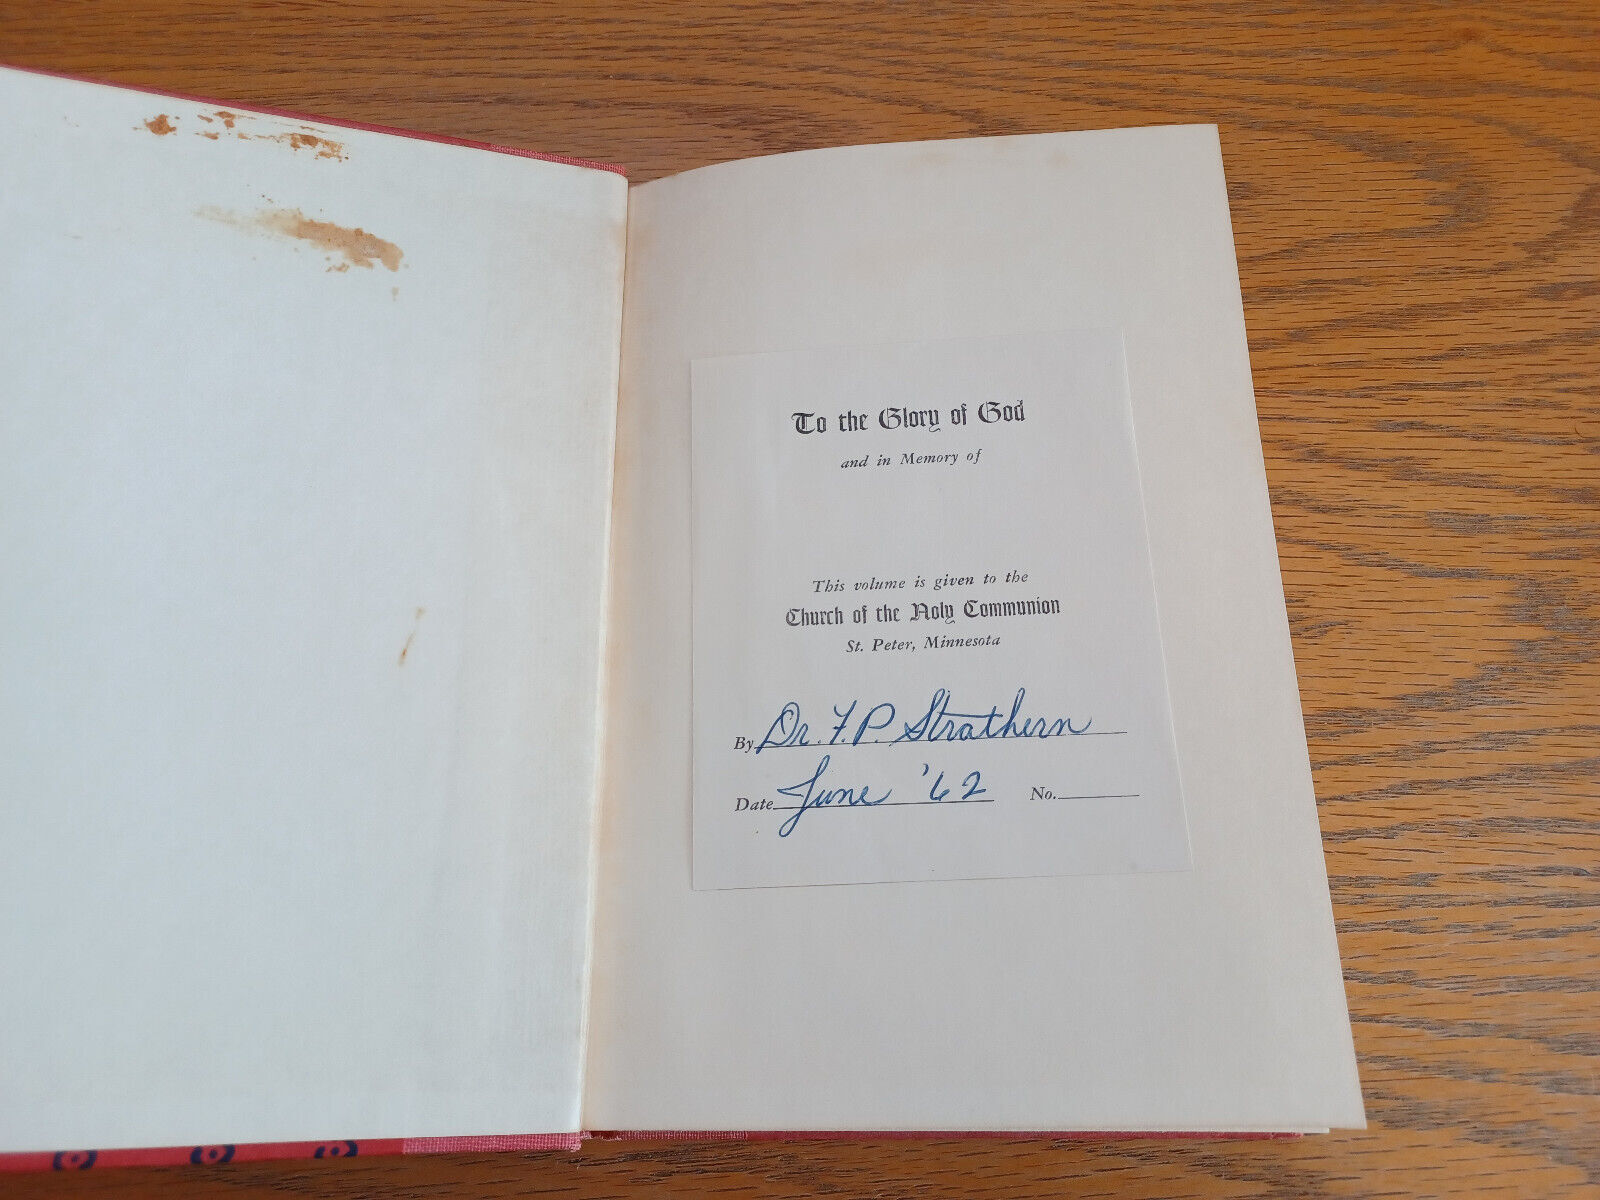 To the Glory of God
and in Memory of
This volume is given to the
Church of the Holy Communion
St. Peter, Minnesota
By Dr. F. P. Strathern
Date June '62 No.